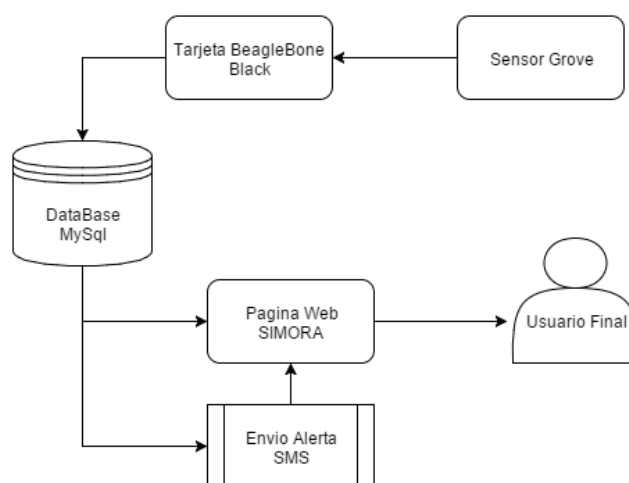 Tarjeta BeagleBone
Black
Sensor Grove
DataBase
MySql
Pagina Web
SIMORA
Usuario Final
Envio Alerta
SMS